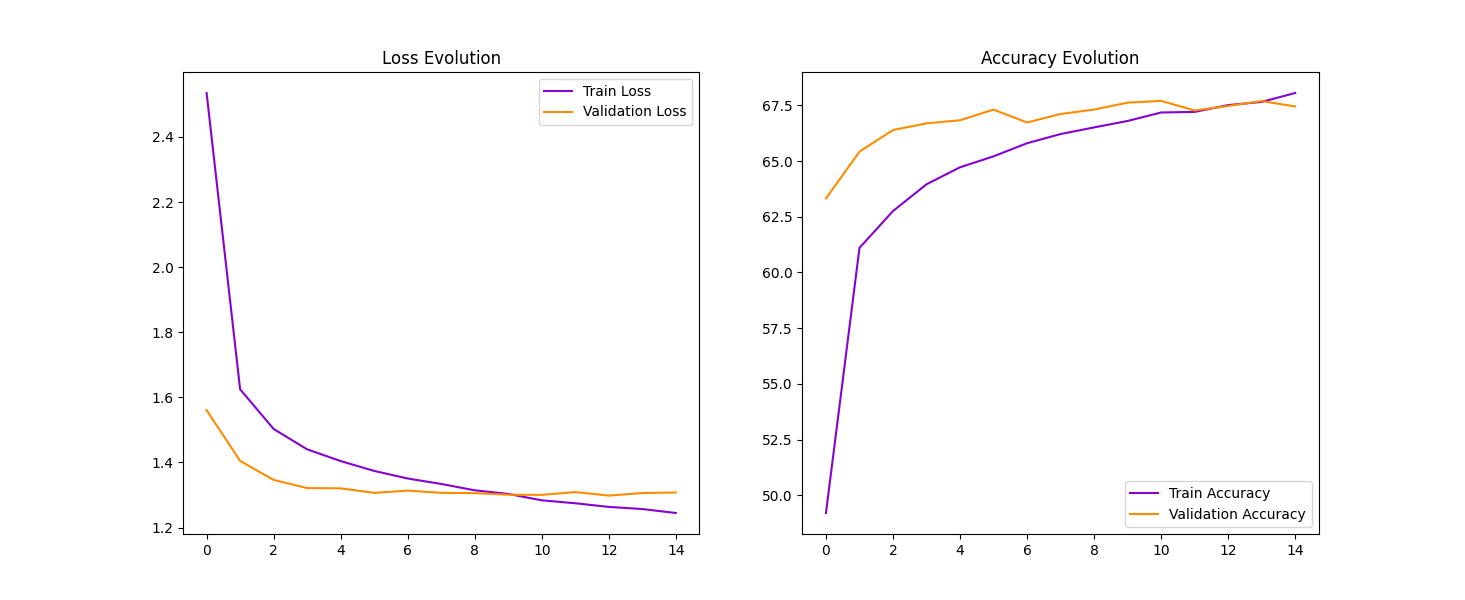 Loss Evolution
Train Loss
Validation Loss
2.4
2.2
2.0
1.8
1.6
1.4
1.2
0 2 4 6 8 10 12 14
Accuracy Evolution
67.5
65.0
62.5
60.0
57.5
55.0
52.5
50.0
Train Accuracy
Validation Accuracy
0 2 4 6 8 10 12 14